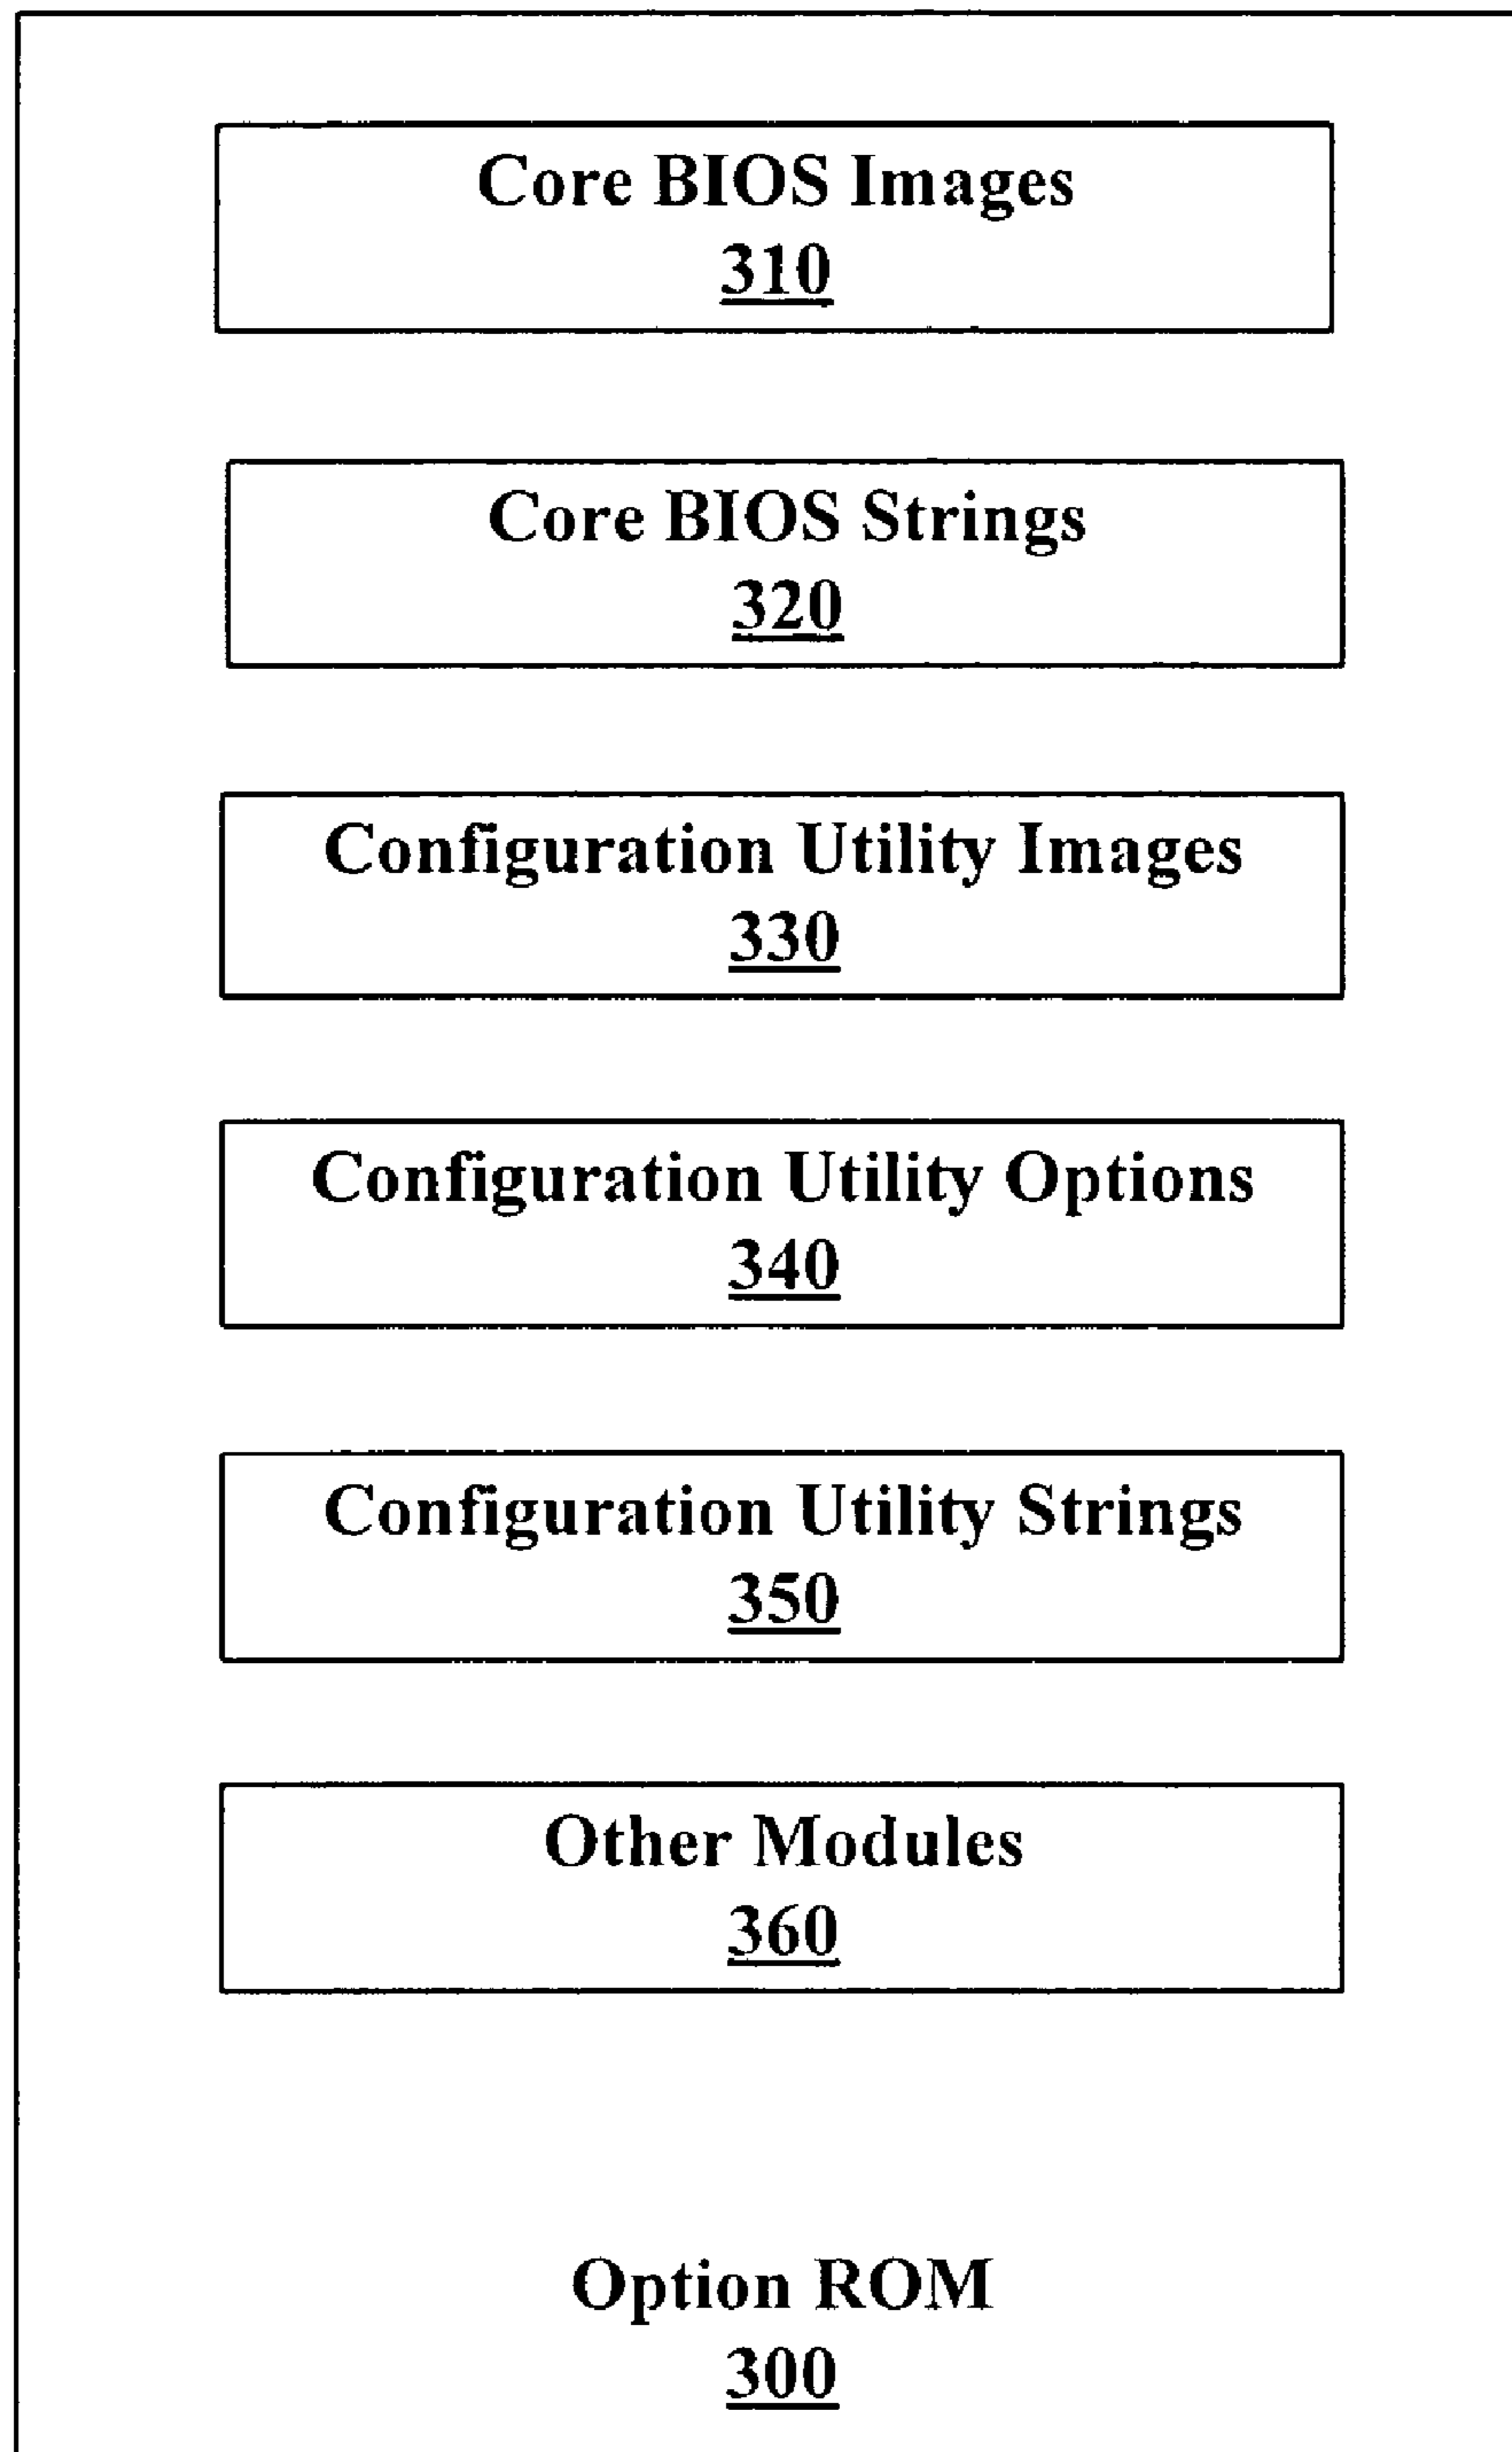 Core BIOS Images
310
Core BIOS Strings
320
Configuration Utility Images
330
Configuration Utility Options
340
Configuration Utility Strings
350
Other Modules
360
Option ROM
300